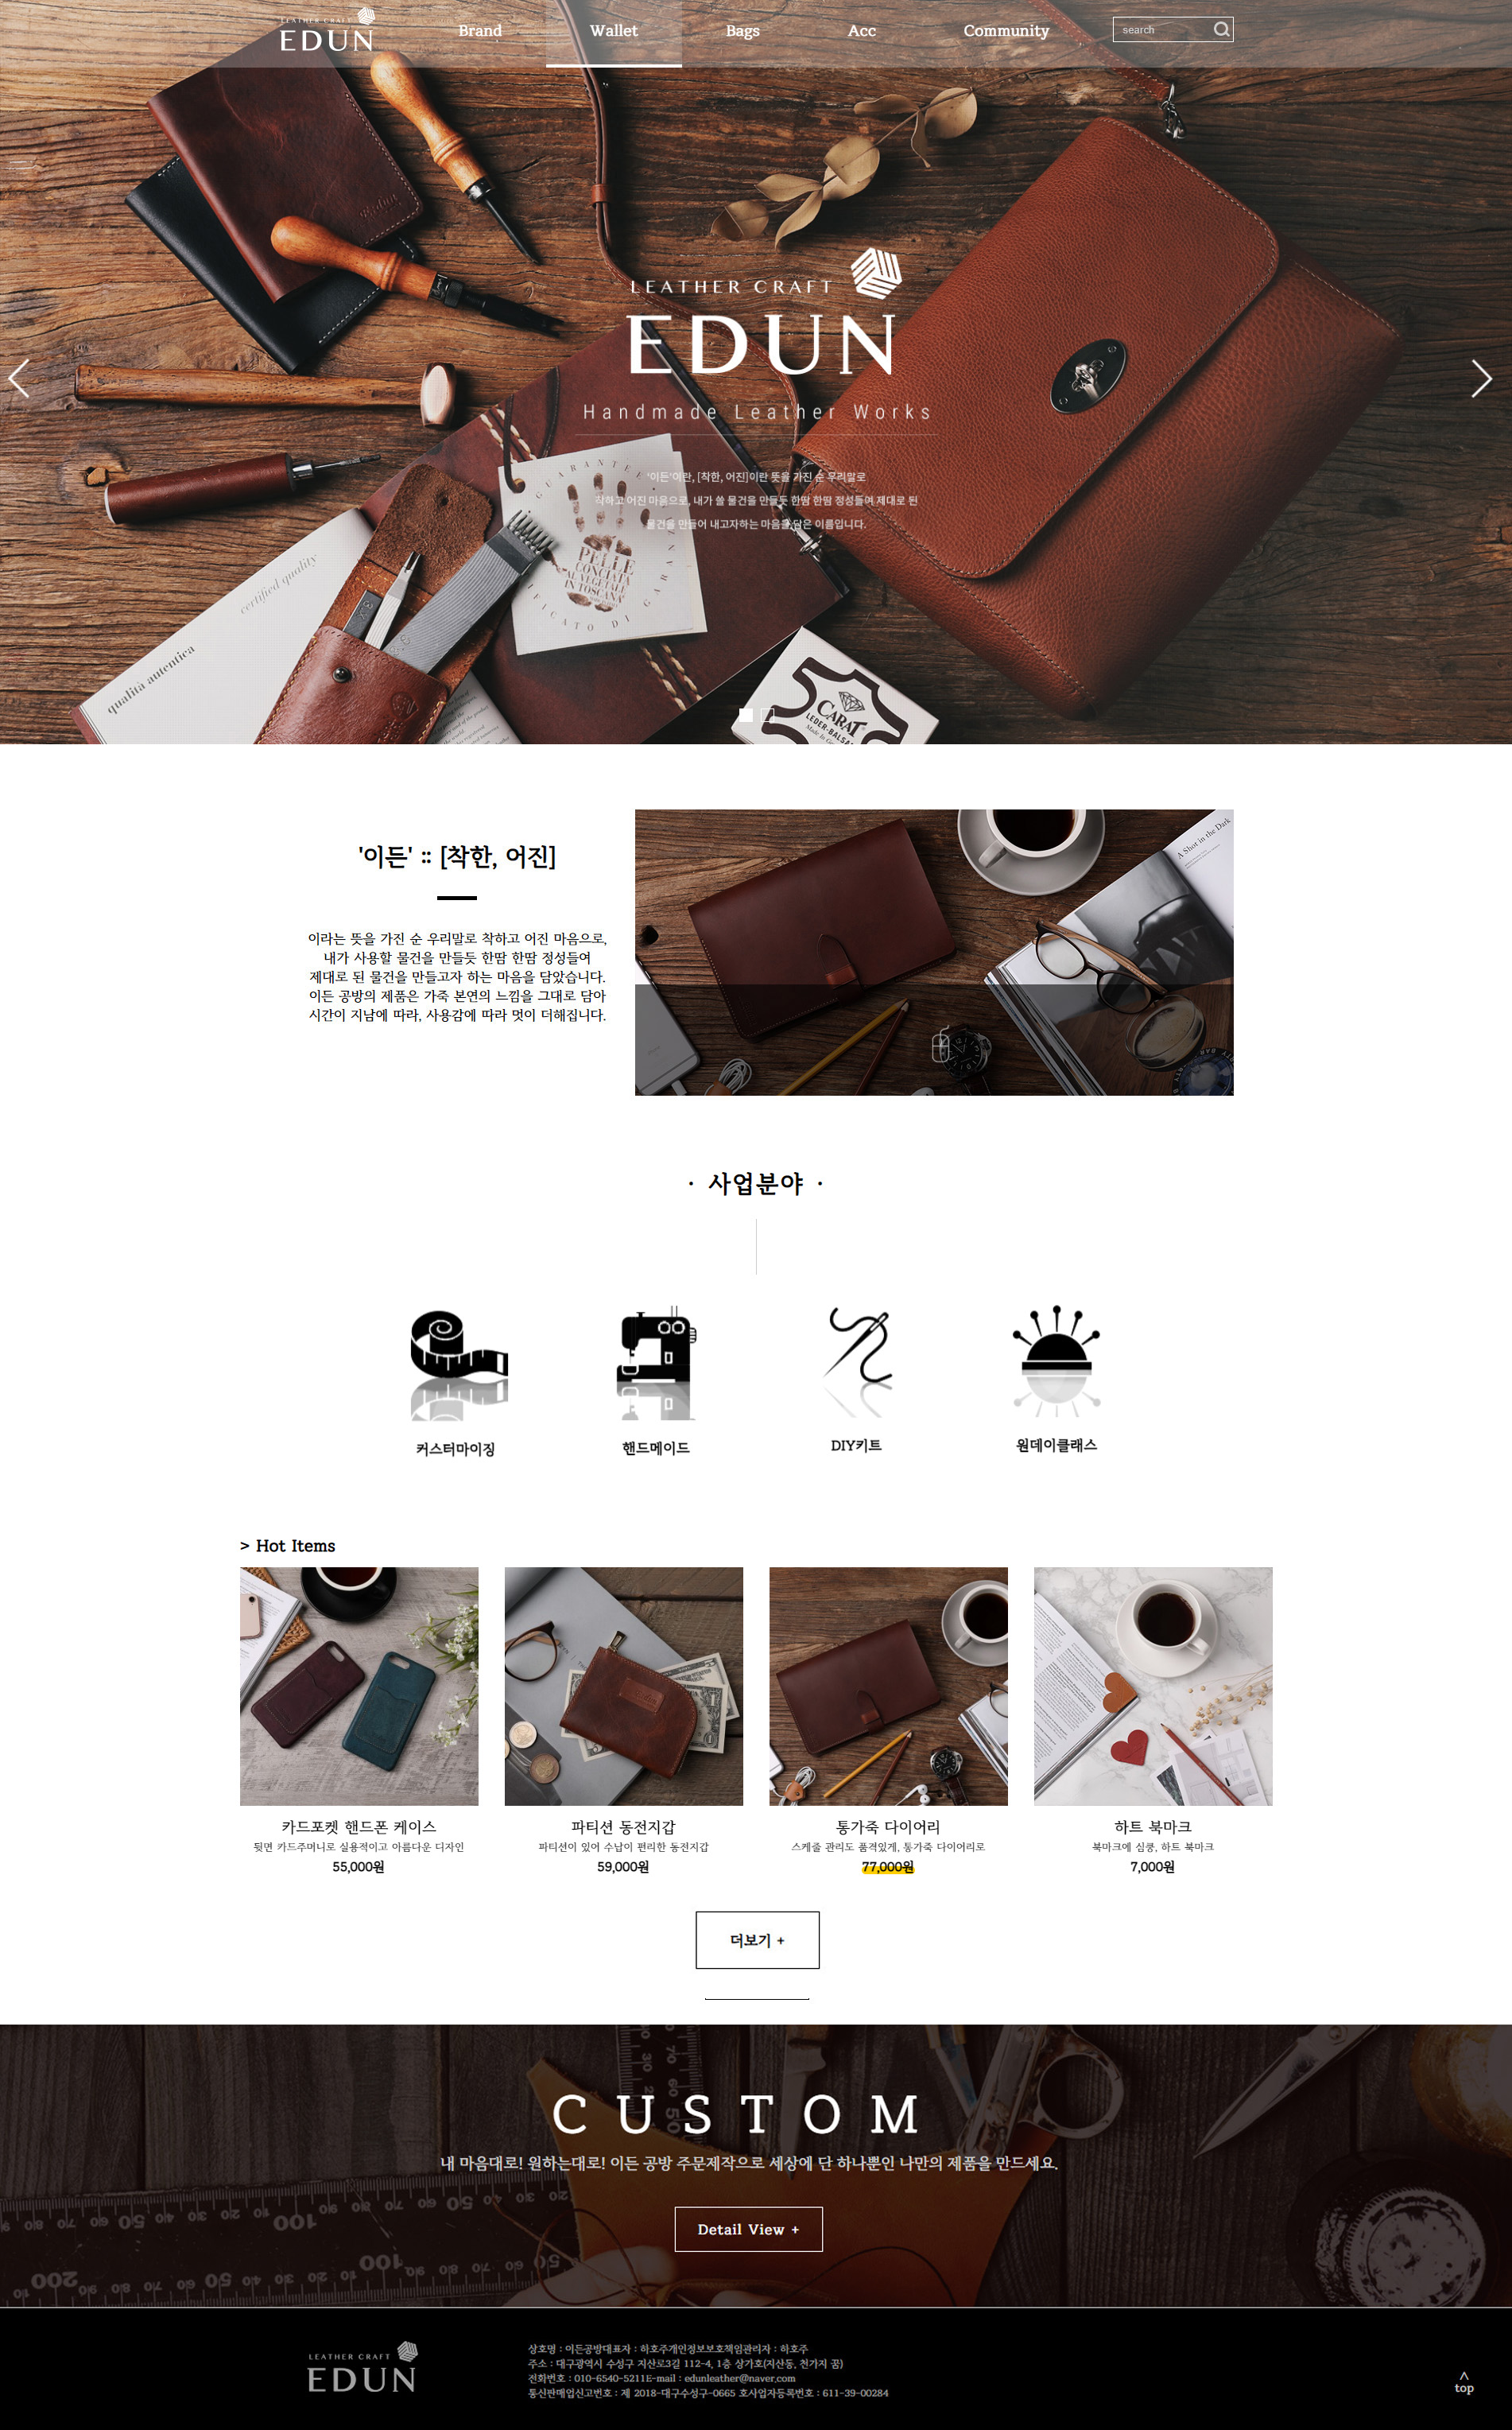 LEATHER CRAFT
EDUN
Brand
Wallet
Bags
Acc
Community
search
LEATHER CRAFT
EDUN
Handmade Leather Works
'이든'이란, [착한, 어진]이란 뜻을 가진 순 우리말로
착하고 어진 마음으로, 내가 쓸 물건을 만들듯 한땀 한땀 정성들여 제대로 된
물건을 만들어 내고자하는 마음을 담은 이름입니다.
GUARANTE
PELLE
CONCIATA
AL VEGETALE
IN TOSCANA
FICATO DI GARAN
certified quality
qualità autentica
CARAT
LEDER-BALSA
'이든' :: [착한, 어진]
이라는 뜻을 가진 순 우리말로 착하고 어진 마음으로,
내가 사용할 물건을 만들듯 한땀 한땀 정성들여
제대로 된 물건을 만들고자 하는 마음을 담았습니다.
이든 공방의 제품은 가죽 본연의 느낌을 그대로 담아
시간이 지남에 따라, 사용감에 따라 멋이 더해집니다.
A Shot in the Dark
· 사업분야 ·
커스터마이징
핸드메이드
DIY키트
원데이클래스
> Hot Items
카드포켓 핸드폰 케이스
뒷면 카드주머니로 실용적이고 아름다운 디자인
55,000원
파티션 동전지갑
파티션이 있어 수납이 편리한 동전지갑
59,000원
통가죽 다이어리
스케줄 관리도 품격있게, 통가죽 다이어리로
77,000원
하트 북마크
북마크에 심쿵, 하트 북마크
7,000원
더보기 +
CUSTOM
내 마음대로! 원하는대로! 이든 공방 주문제작으로 세상에 단 하나뿐인 나만의 제품을 만드세요.
Detail View +
LEATHER CRAFT
EDUN
상호명 : 이든공방대표자 : 하호주개인정보보호책임관리자 : 하호주
주소 : 대구광역시 수성구 지산로3길 112-4, 1층 상가호(지산동, 천가지 꿈)
전화번호 : 010-6540-5211E-mail : edunleather@naver.com
통신판매업신고번호 : 제 2018-대구수성구-0665 호사업자등록번호 : 611-39-00284
^
top